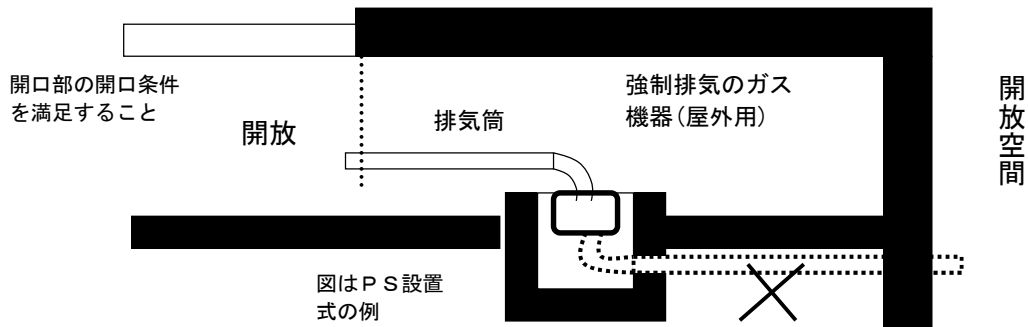 開口部の開口条件
を満足すること
開放
排気筒
強制排気のガス
機器（屋外用）
開放空間
図はＰＳ設置
式の例